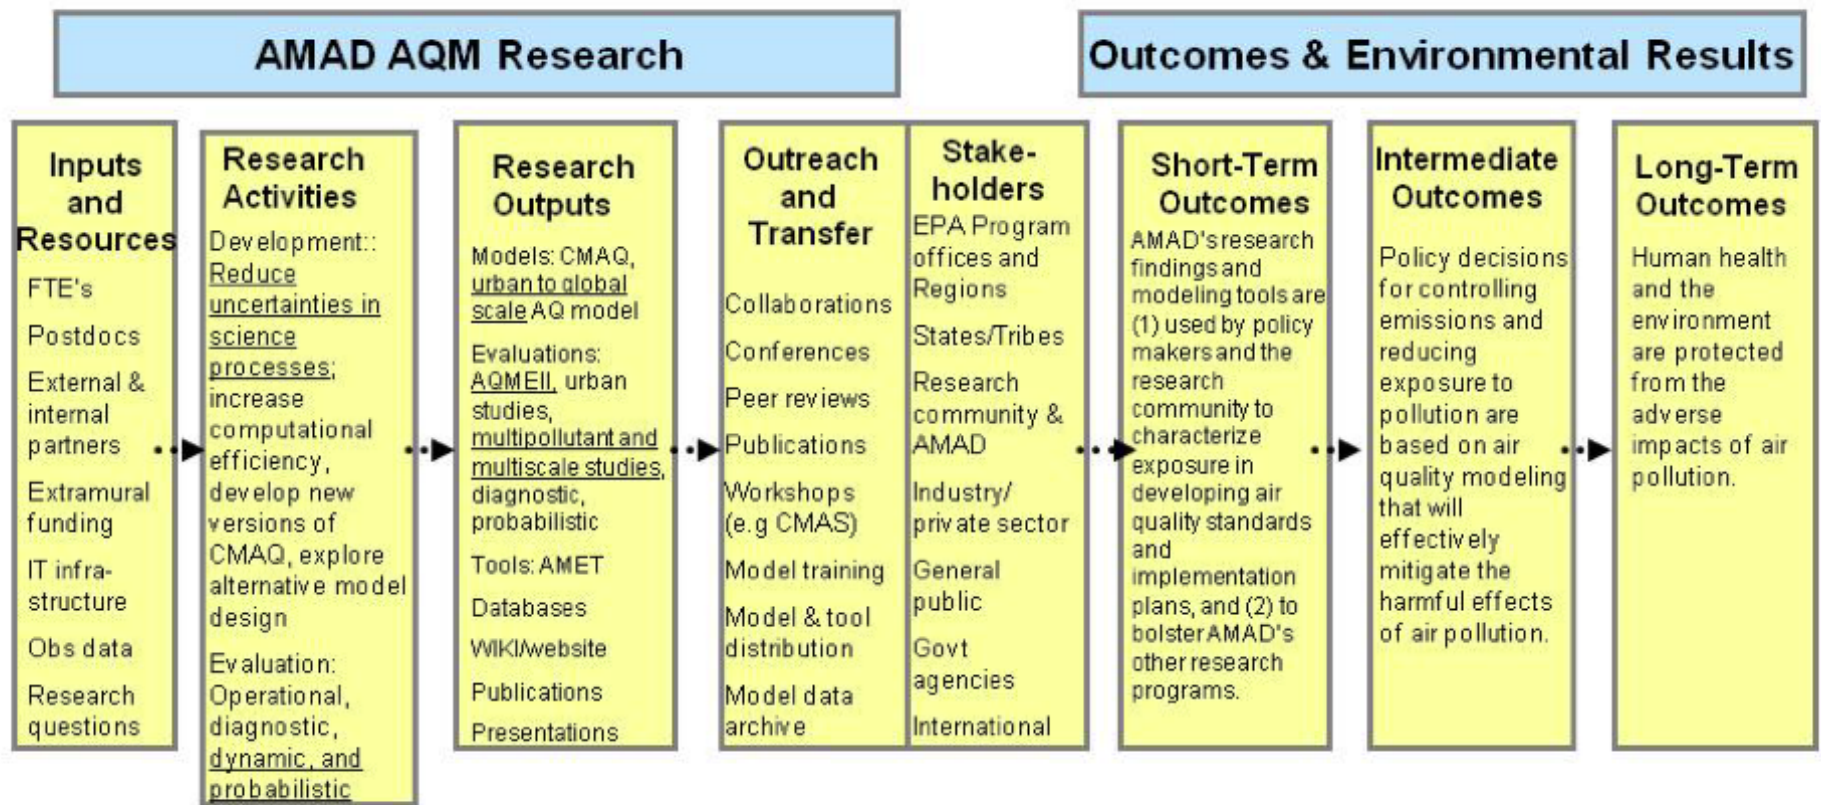 AMAD AQM Research
Outcomes & Environmental Results
Inputs
and
Resources
FTE's
Postdocs
External &
internal
partners
Extramural
funding
IT infra-
structure
Obs data
Research
questions
Research
Activities
Development::
Reduce
uncertainties in
science
processes;
increase
computational
efficiency,
develop new
versions of
CMAQ, explore
alternative model
design
Evaluation:
Operational,
diagnostic,
dynamic, and
probabilistic
Research
Outputs
Models: CMAQ,
urban to global
scale AQ model
Evaluations:
AQMEII, urban
studies,
multipollutant and
multiscale studies,
diagnostic,
probabilistic
Tools: AMET
Databases
WIKI/website
Publications
Presentations
Outreach
and
Transfer
Collaborations
Conferences
Peer reviews
Publications
Workshops
(e.g CMAS)
Model training
Model & tool
distribution
Model data
archive
Stake-
holders
EPA Program
offices and
Regions
States/Tribes
Research
community &
AMAD
Industry/
private sector
General
public
Govt
agencies
International
Short-Term
Outcomes
AMAD's research
findings and
modeling tools are
(1) used by policy
makers and the
research
community to
characterize
exposure in
developing air
quality standards
and
implementation
plans, and (2) to
bolster AMAD's
other research
programs.
Intermediate
Outcomes
Policy decisions
for controlling
emissions and
reducing
exposure to
pollution are
based on air
quality modeling
that will
effectively
mitigate the
harmful effects
of air pollution.
Long-Term
Outcomes
Human health
and the
environment
are protected
from the
adverse
impacts of air
pollution.